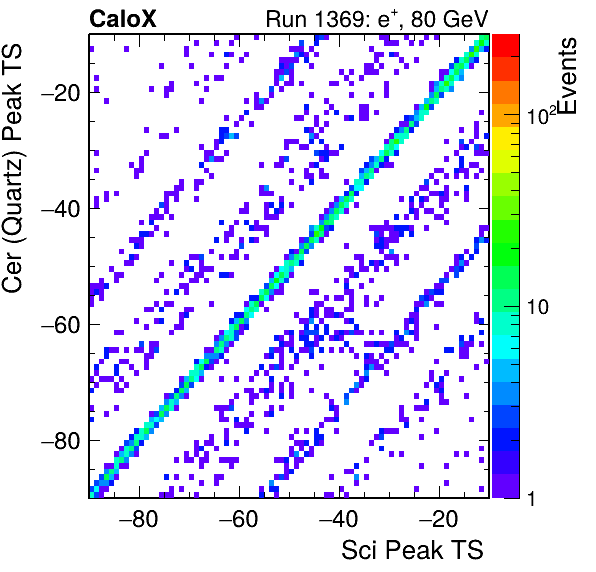 CaloX Run 1369: e⁺, 80 GeV
Cer (Quartz) Peak TS
−20
−40
−60
−80
−80 −60 −40 −20
Sci Peak TS
Events
10²
10
1